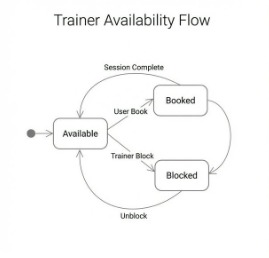 Trainer Availability Flow
Session Complete
Booked
User Book
Available
Trainer Block
Blocked
Unblock